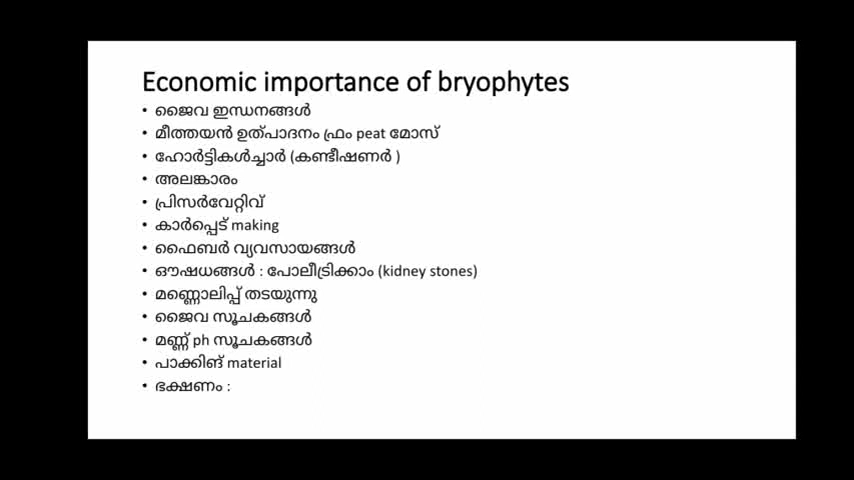 Economic importance of bryophytes
• ജൈവ ഇന്ധനങ്ങൾ
• മീത്തയൻ ഉത്പാദനം ഫ്രം peat മോസ്
• ഹോർട്ടികൾച്ചാർ (കണ്ടീഷണർ )
• അലങ്കാരം
• പ്രിസർവേറ്റിവ്
• കാർപ്പെട് making
• ഫൈബർ വ്യവസായങ്ങൾ
• ഔഷധങ്ങൾ : പോലീട്രിക്കാം (kidney stones)
• മണ്ണൊലിപ്പ് തടയുന്നു
• ജൈവ സൂചകങ്ങൾ
• മണ്ണ് ph സൂചകങ്ങൾ
• പാക്കിങ് material
• ഭക്ഷണം :